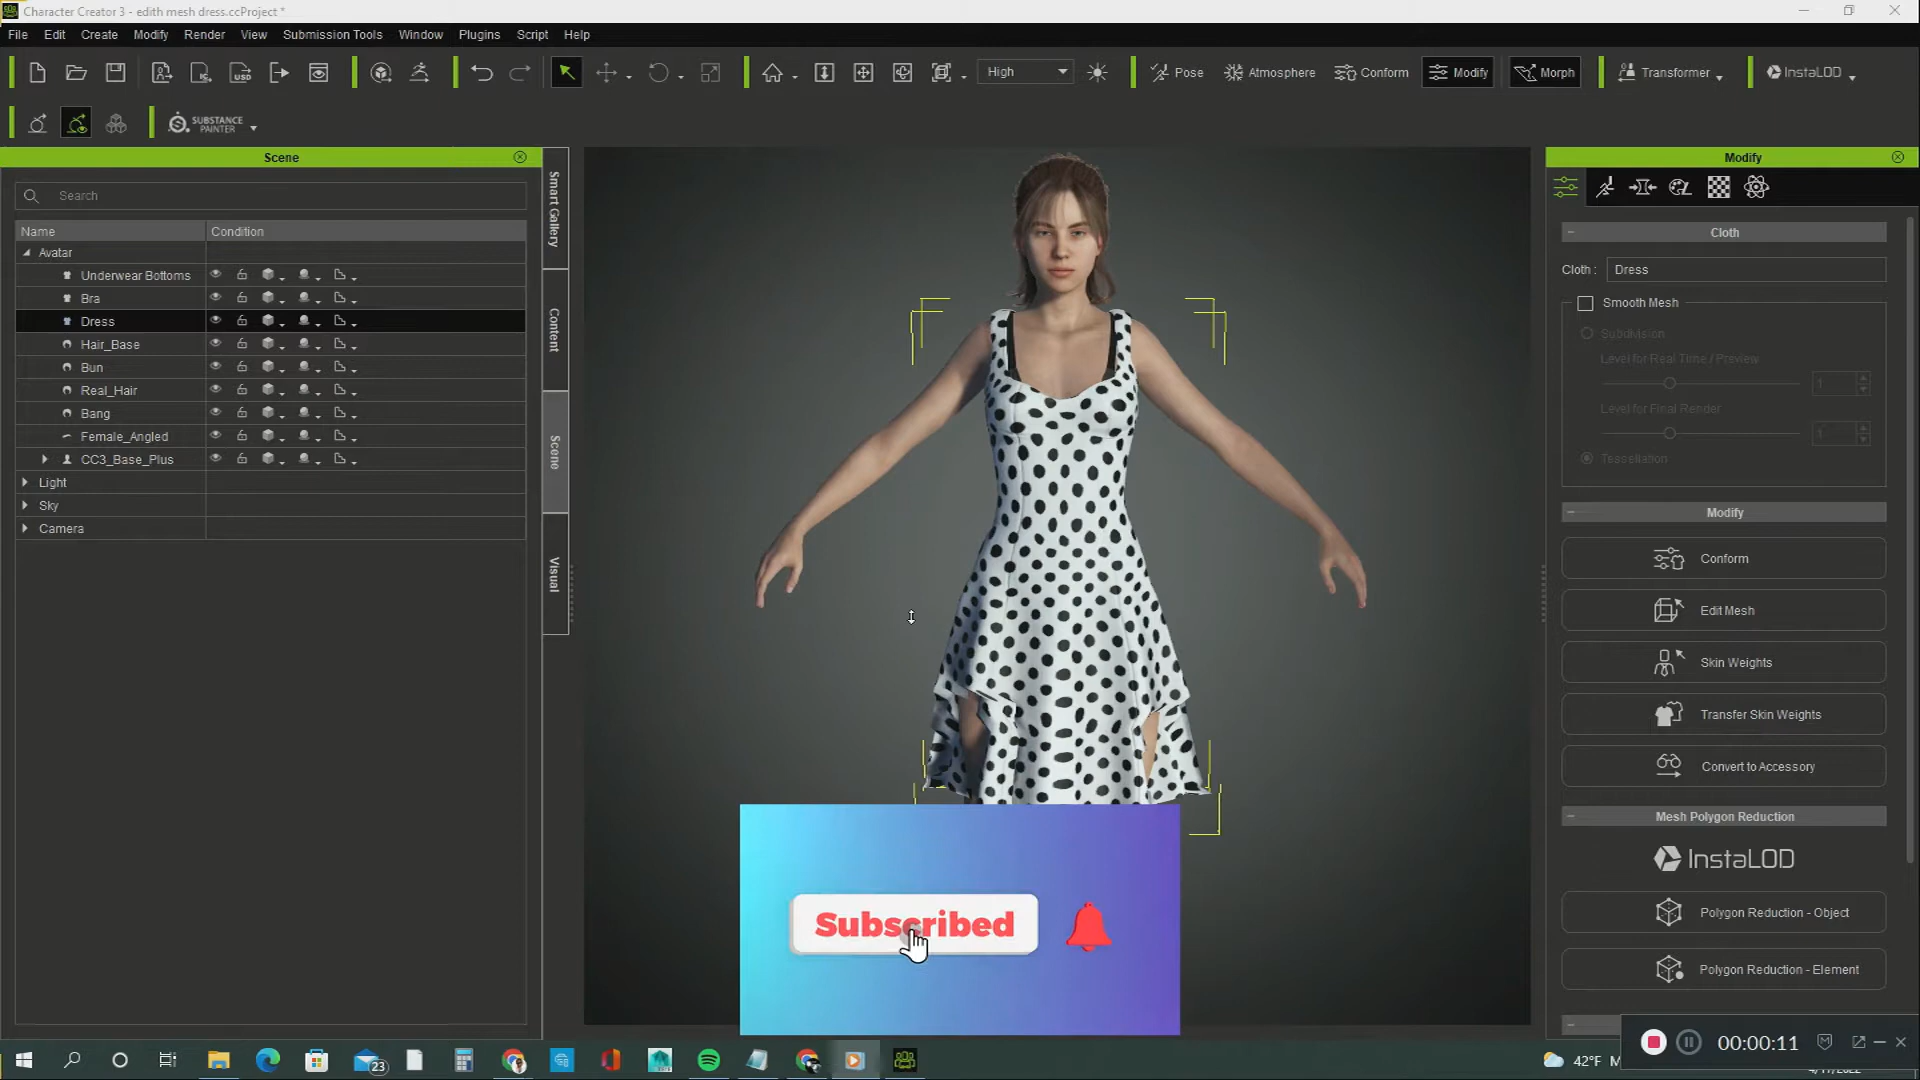 Character Creator 3 - edith mesh dress.ccProject *
File Edit Create Modify Render View Submission Tools Window Plugins Script Help
High Pose Atmosphere Conform Modify Morph Transformer InstaLOD
SUBSTANCE
PAINTER
Scene
Search
Name Condition
Avatar
Underwear Bottoms
Bra
Dress
Hair_Base
Bun
Real_Hair
Bang
Female_Angled
CC3_Base_Plus
Light
Sky
Camera
Smart Gallery
Content
Scene
Visual
Modify
Cloth
Cloth : Dress
Smooth Mesh
Subdivision
Level for Real Time / Preview
1
Level for Final Render
1
Tessellation
Modify
Conform
Edit Mesh
Skin Weights
Transfer Skin Weights
Convert to Accessory
Mesh Polygon Reduction
InstaLOD
Polygon Reduction - Object
Polygon Reduction - Element
Subscribed
00:00:11
23
42°F